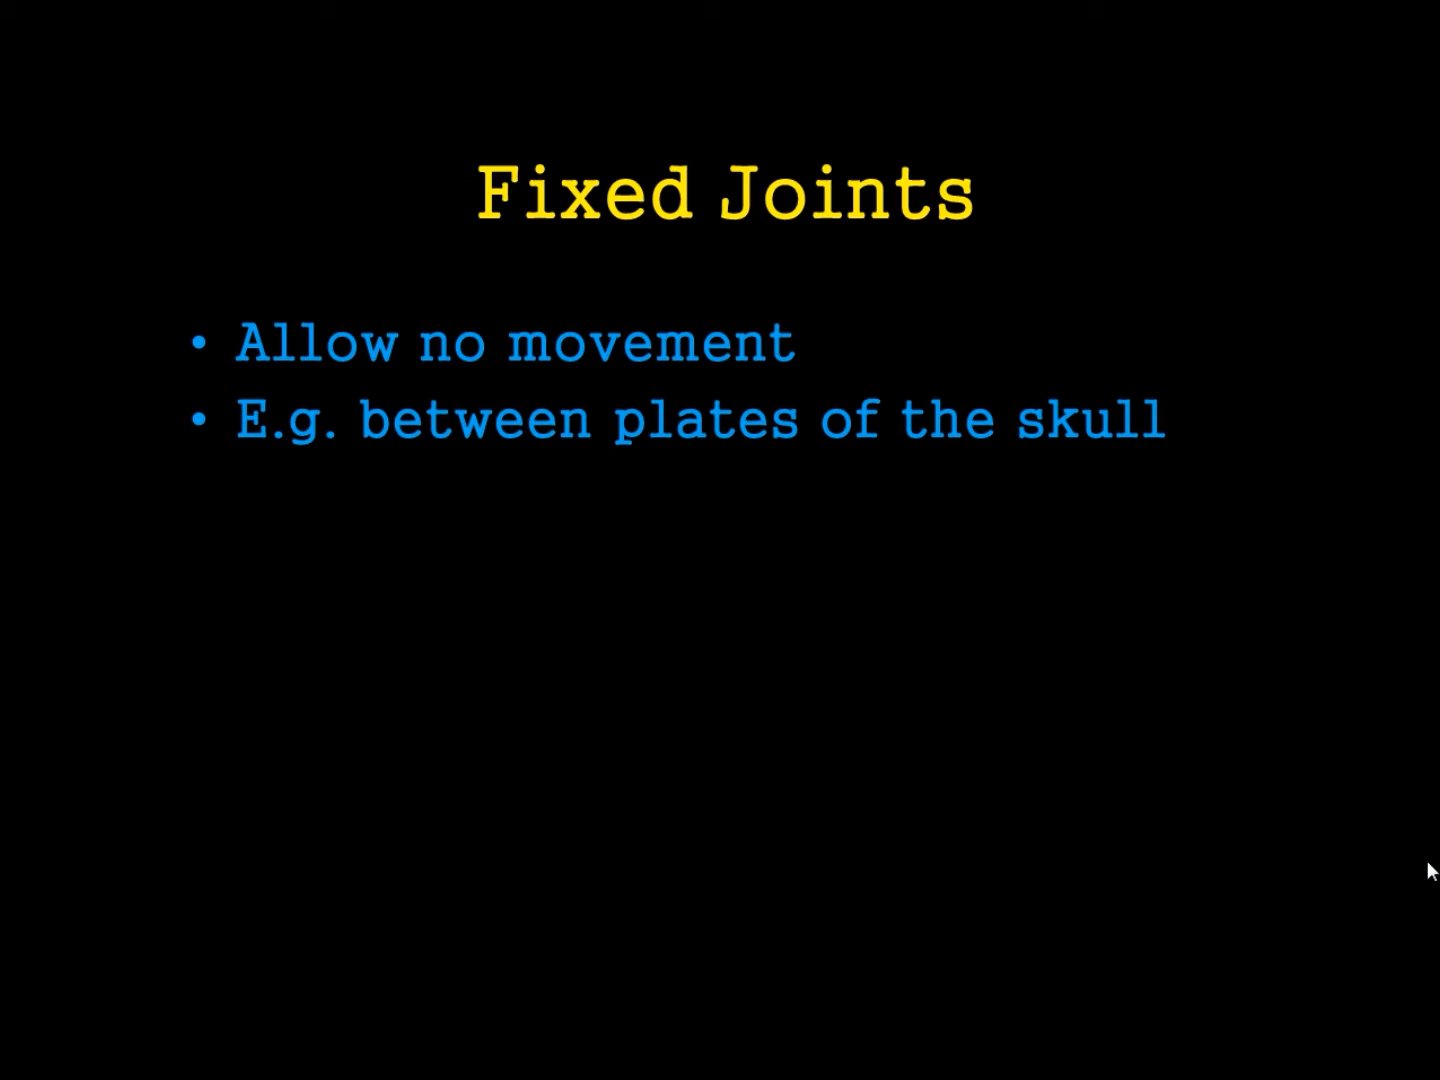 Fixed Joints
• Allow no movement
• E.g. between plates of the skull